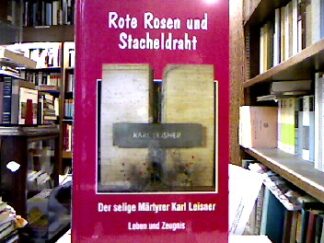 Rote Rosen und
Stacheldraht
KARL LEISNER
Der selige Märtyrer Karl Leisner
Leben und Zeugnis